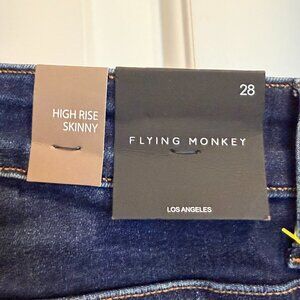 HIGH RISE
SKINNY
28
FLYING MONKEY
LOS ANGELES